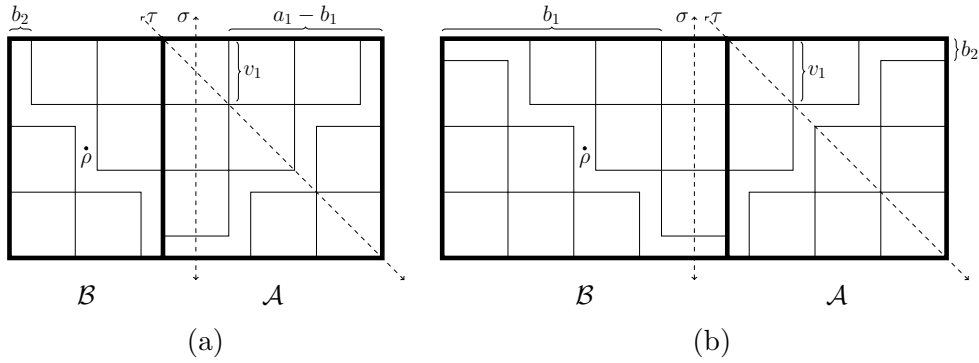 b₂ τ σ a₁ − b₁ b₁ σ τ
v₁ v₁ b₂
ρ̇ ρ̇
ℬ 𝒜 ℬ 𝒜
(a) (b)